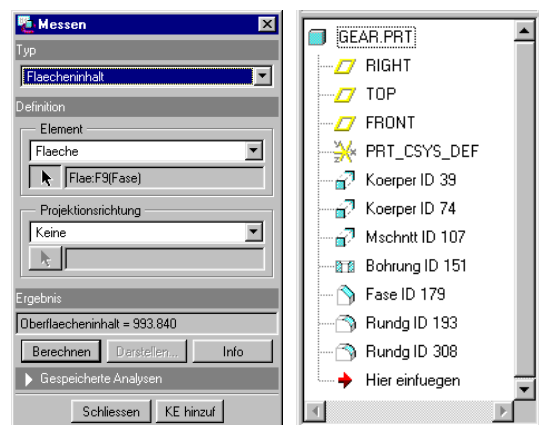 Messen
Typ
Flaecheninhalt
Definition
Element
Flaeche
Flae:F9(Fase)
Projektionsrichtung
Keine
Ergebnis
Oberflaecheninhalt = 993.840
Berechnen Darstellen... Info
Gespeicherte Analysen
Schliessen KE hinzuf
GEAR.PRT
RIGHT
TOP
FRONT
PRT_CSYS_DEF
Koerper ID 39
Koerper ID 74
Mschntt ID 107
Bohrung ID 151
Fase ID 179
Rundg ID 193
Rundg ID 308
Hier einfuegen